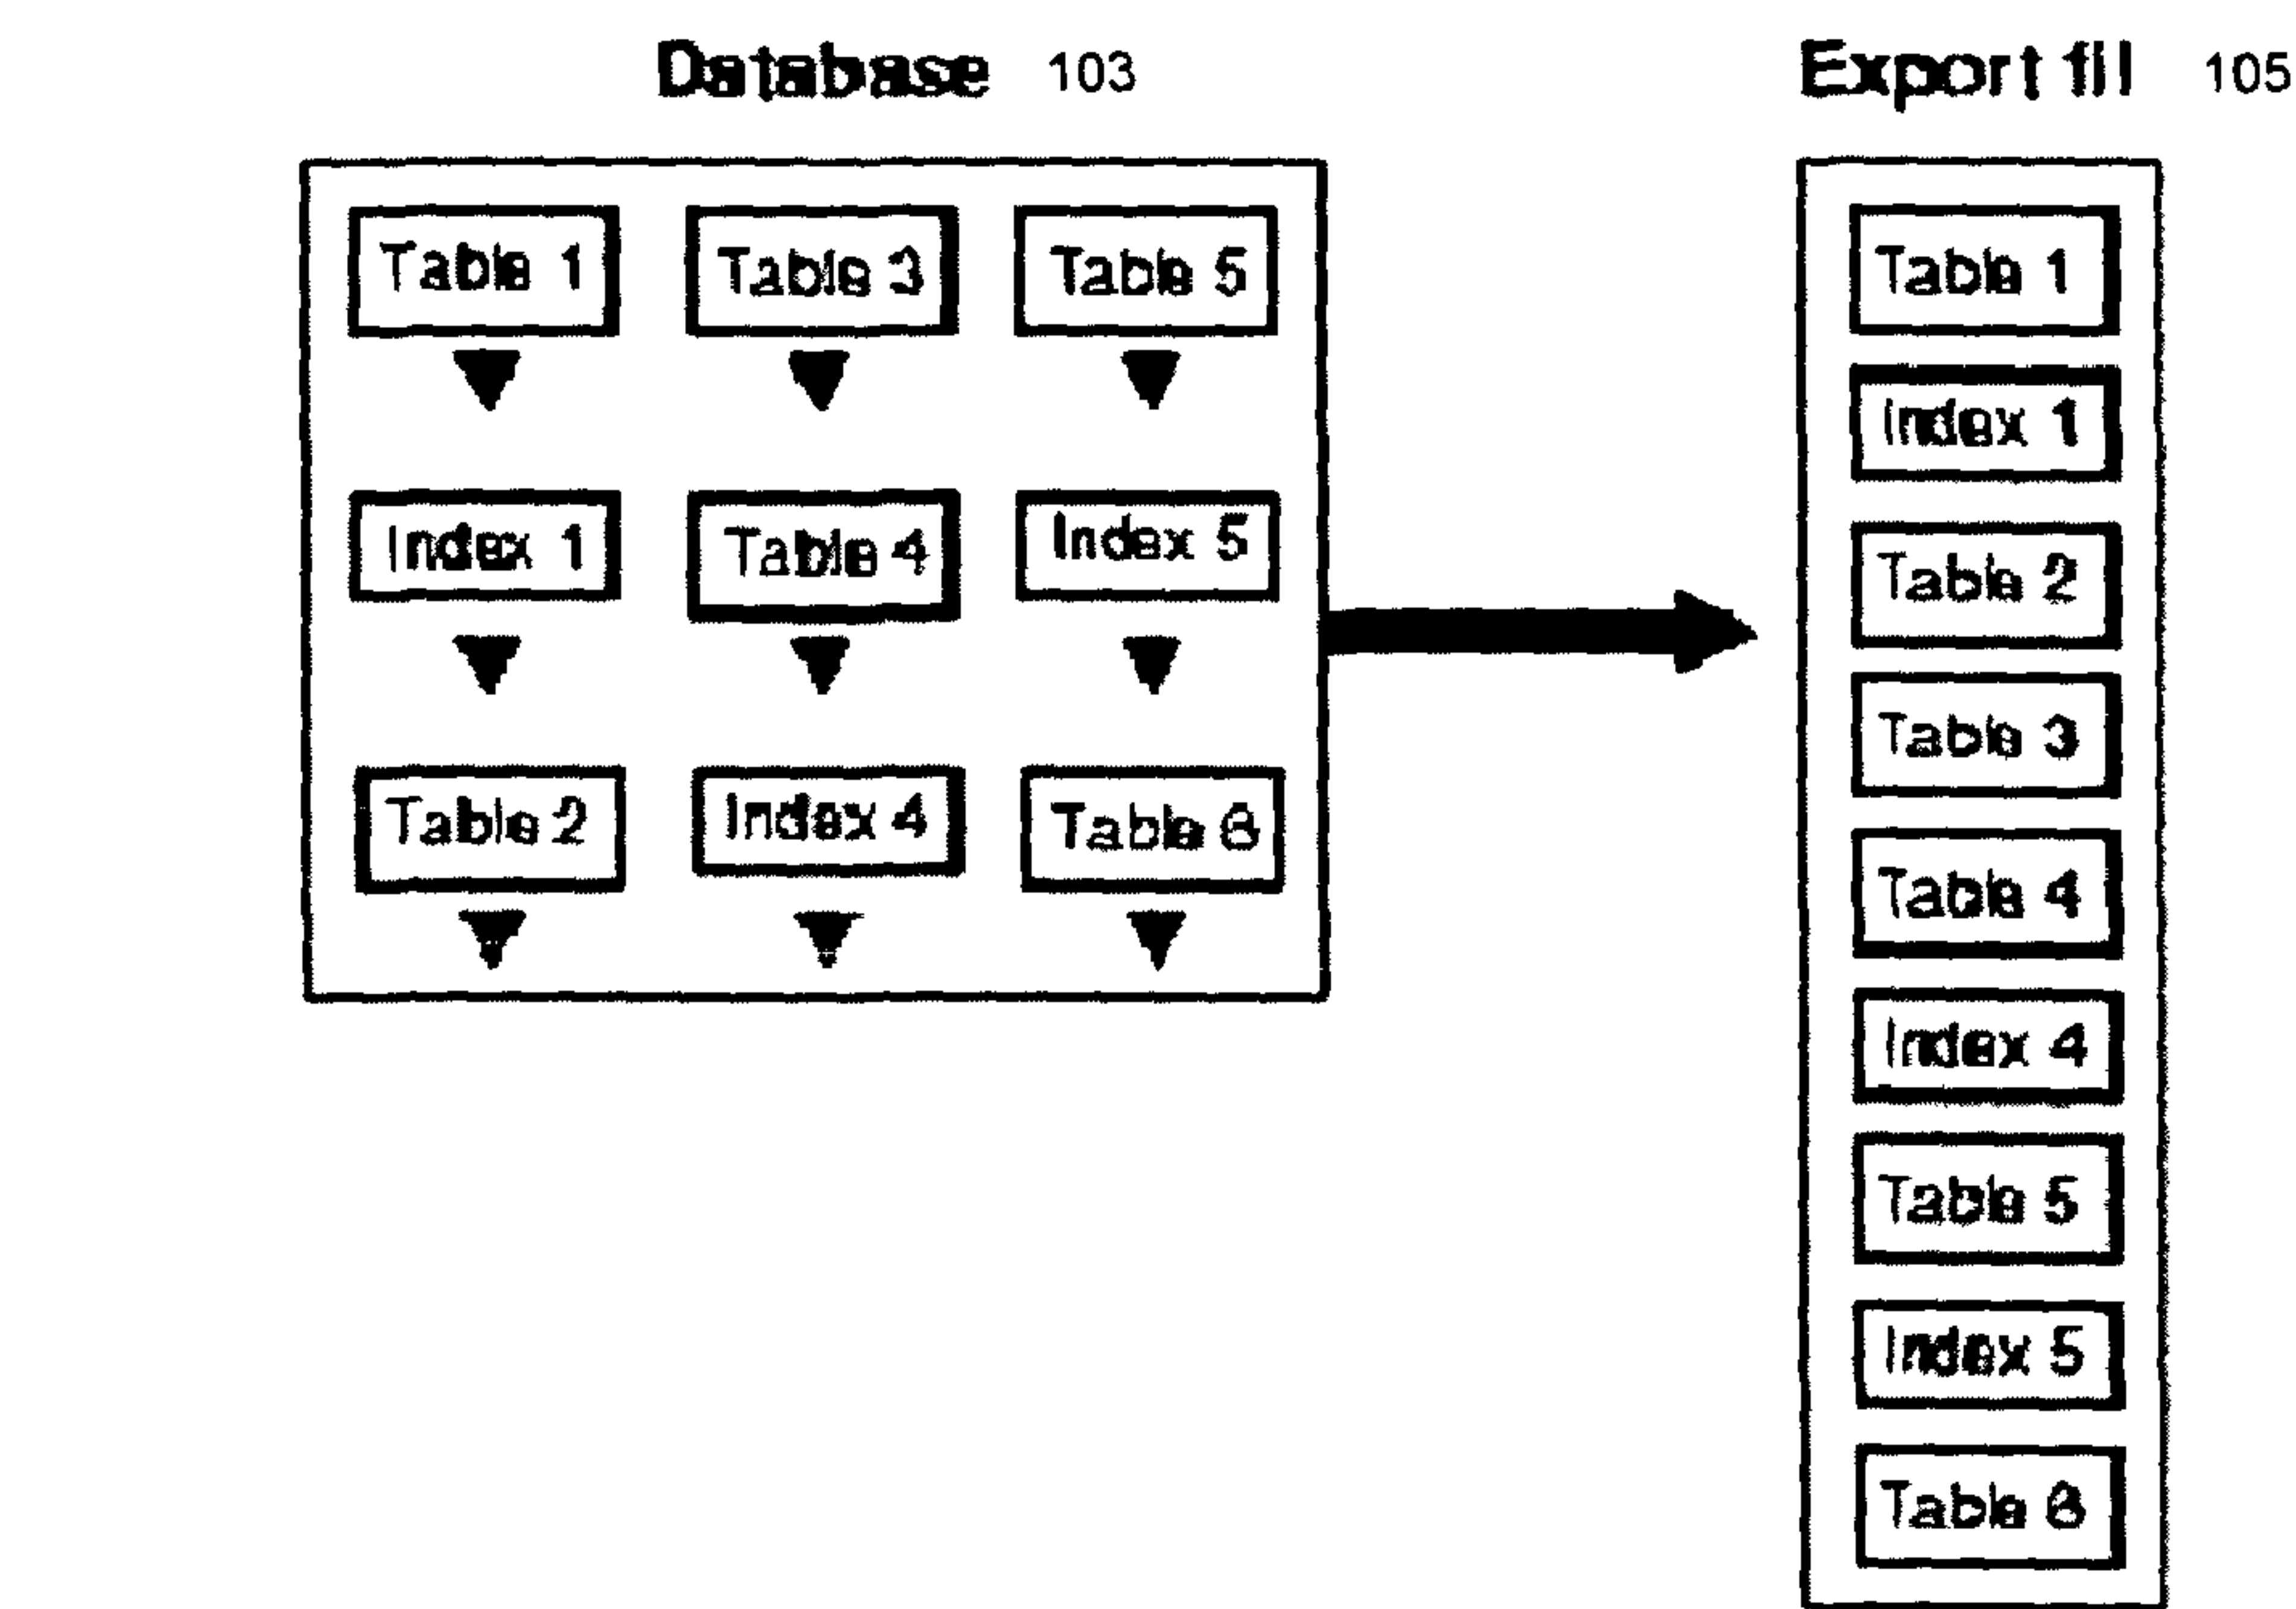 Database 103
Table 1
Index 1
Table 2
Table 3
Table 4
Index 4
Table 5
Index 5
Table 6
Export fil 105
Table 1
Index 1
Table 2
Table 3
Table 4
Index 4
Table 5
Index 5
Table 6